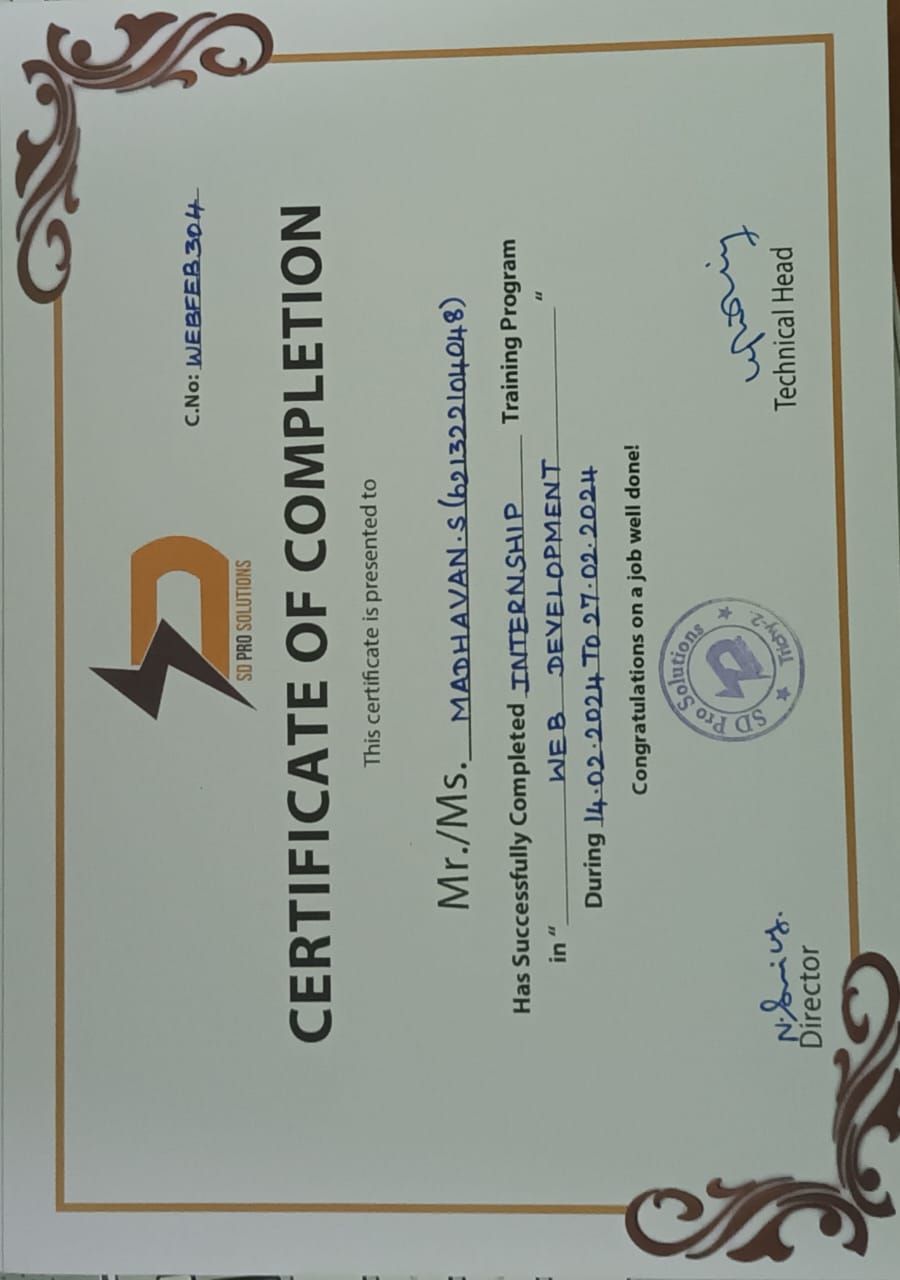 SD PRO SOLUTIONS
C.No: WEBFEB304
CERTIFICATE OF COMPLETION
This certificate is presented to
Mr./Ms. MADHAVAN.S (621322104048)
Has Successfully Completed INTERNSHIP Training Program
in “ WEB DEVELOPMENT “
During 14.02.2024 TO 27.02.2024
Congratulations on a job well done!
SD Pro Solutions
Trichy-2.
Director
Technical Head